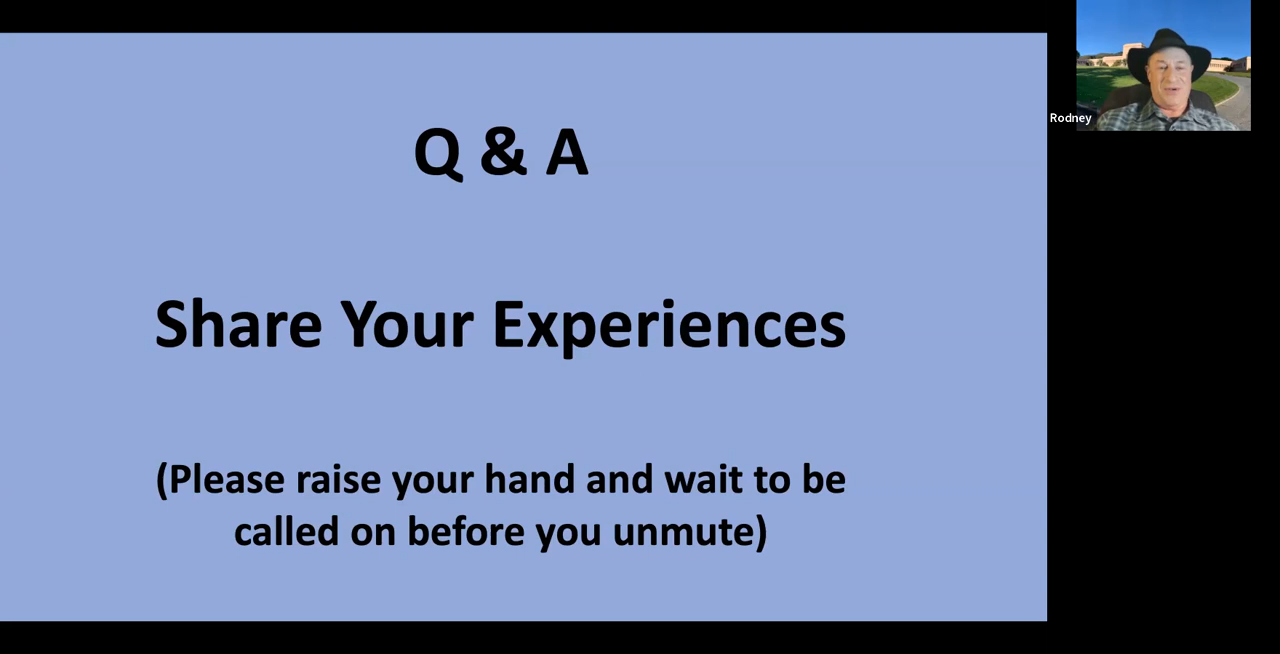 Q & A
Share Your Experiences
(Please raise your hand and wait to be
called on before you unmute)
Rodney